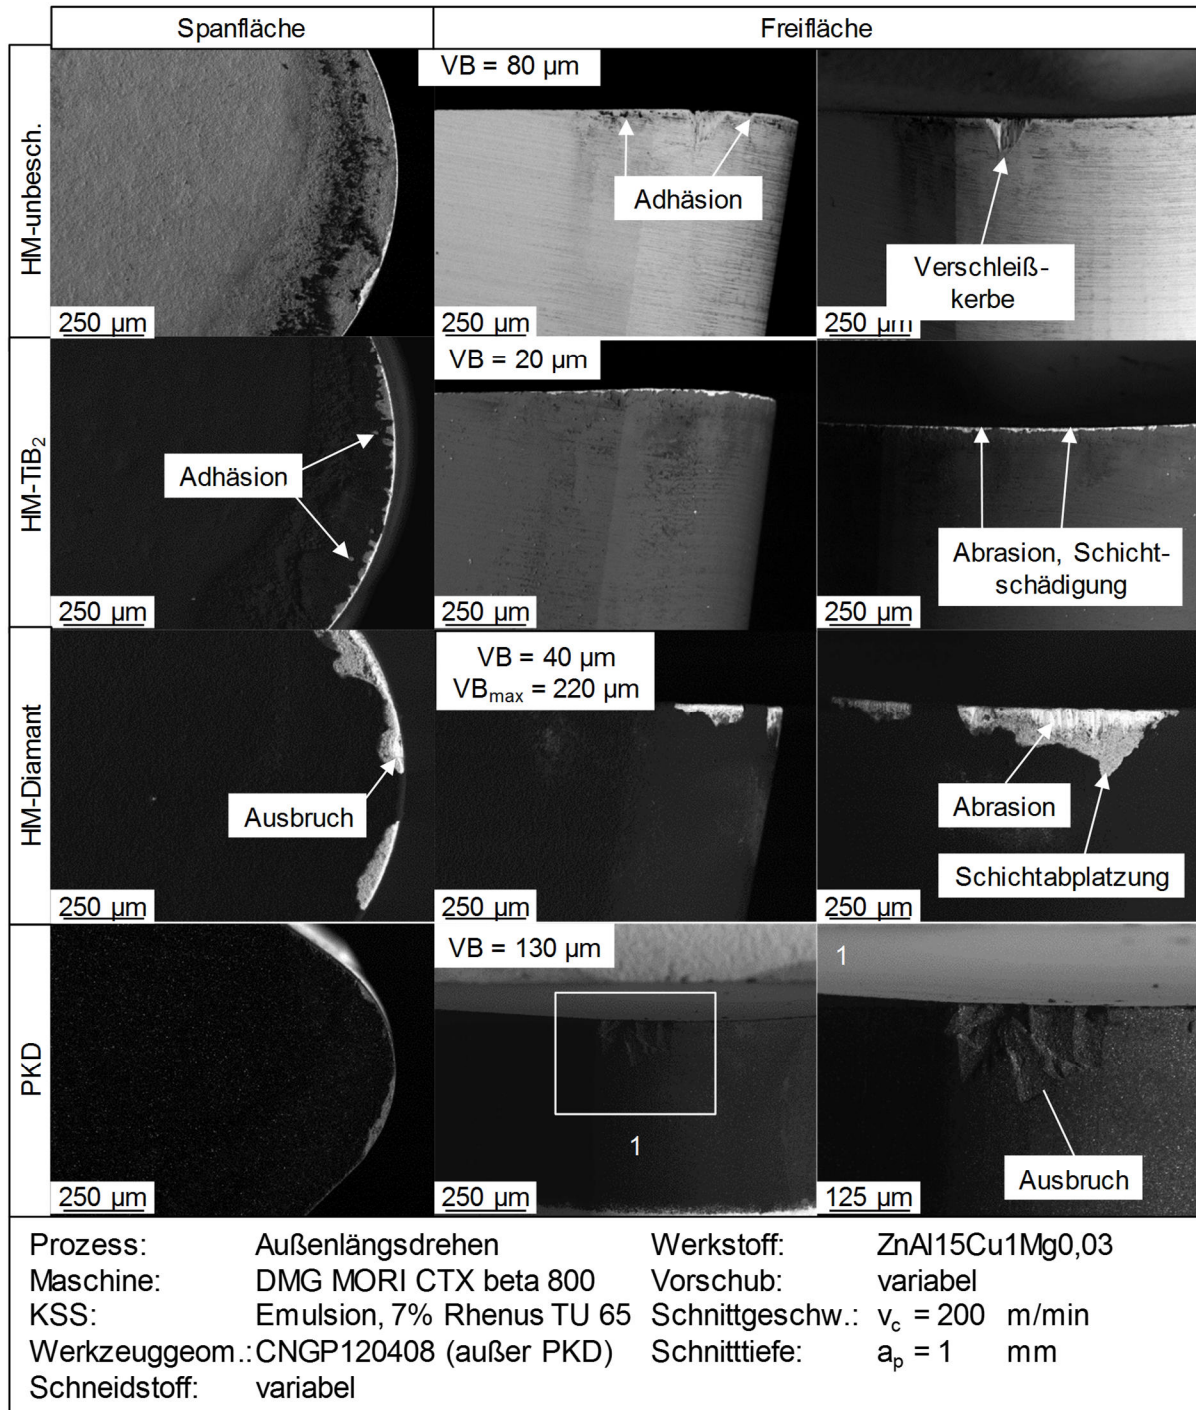 Spanfläche
Freifläche
HM-unbesch.
250 µm
VB = 80 µm
Adhäsion
250 µm
Verschleiß-
kerbe
250 µm
HM-TiB₂
Adhäsion
250 µm
VB = 20 µm
250 µm
Abrasion, Schicht-
schädigung
250 µm
HM-Diamant
Ausbruch
250 µm
VB = 40 µm
VBmax = 220 µm
250 µm
Abrasion
Schichtabplatzung
250 µm
PKD
250 µm
VB = 130 µm
1
250 µm
1
Ausbruch
125 µm
Prozess: Außenlängsdrehen Werkstoff: ZnAl15Cu1Mg0,03
Maschine: DMG MORI CTX beta 800 Vorschub: variabel
KSS: Emulsion, 7% Rhenus TU 65 Schnittgeschw.: vc = 200 m/min
Werkzeuggeom.: CNGP120408 (außer PKD) Schnitttiefe: ap = 1 mm
Schneidstoff: variabel